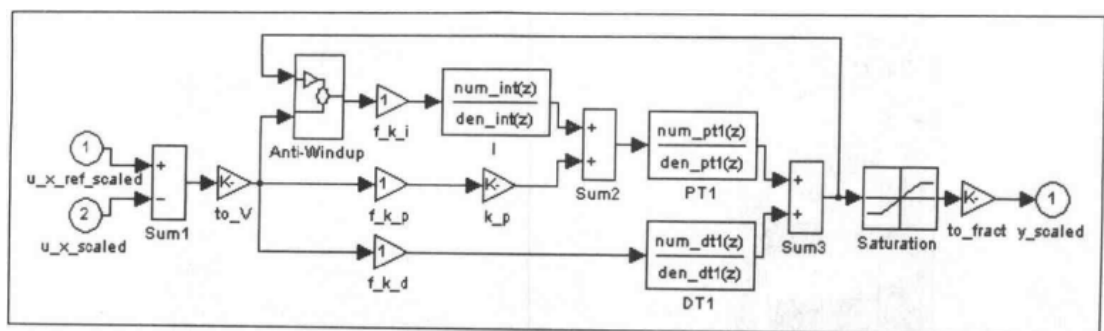 1
u_x_ref_scaled
2
u_x_scaled
+
−
Sum1
K-
to_V
Anti-Windup
1
f_k_i
num_int(z)
den_int(z)
I
1
f_k_p
K-
k_p
1
f_k_d
+
+
Sum2
num_pt1(z)
den_pt1(z)
PT1
num_dt1(z)
den_dt1(z)
DT1
+
+
Sum3
Saturation
K-
to_fract
1
y_scaled